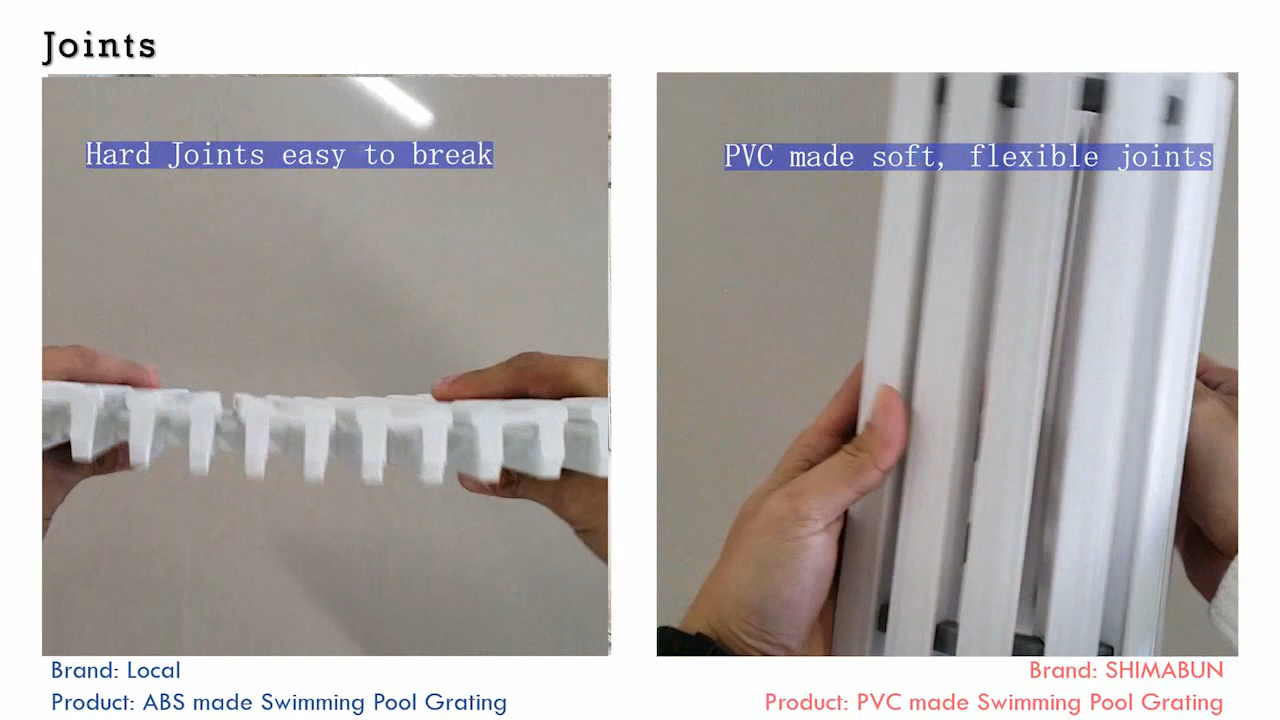 Joints
Hard Joints easy to break
PVC made soft, flexible joints
Brand: Local
Product: ABS made Swimming Pool Grating
Brand: SHIMABUN
Product: PVC made Swimming Pool Grating